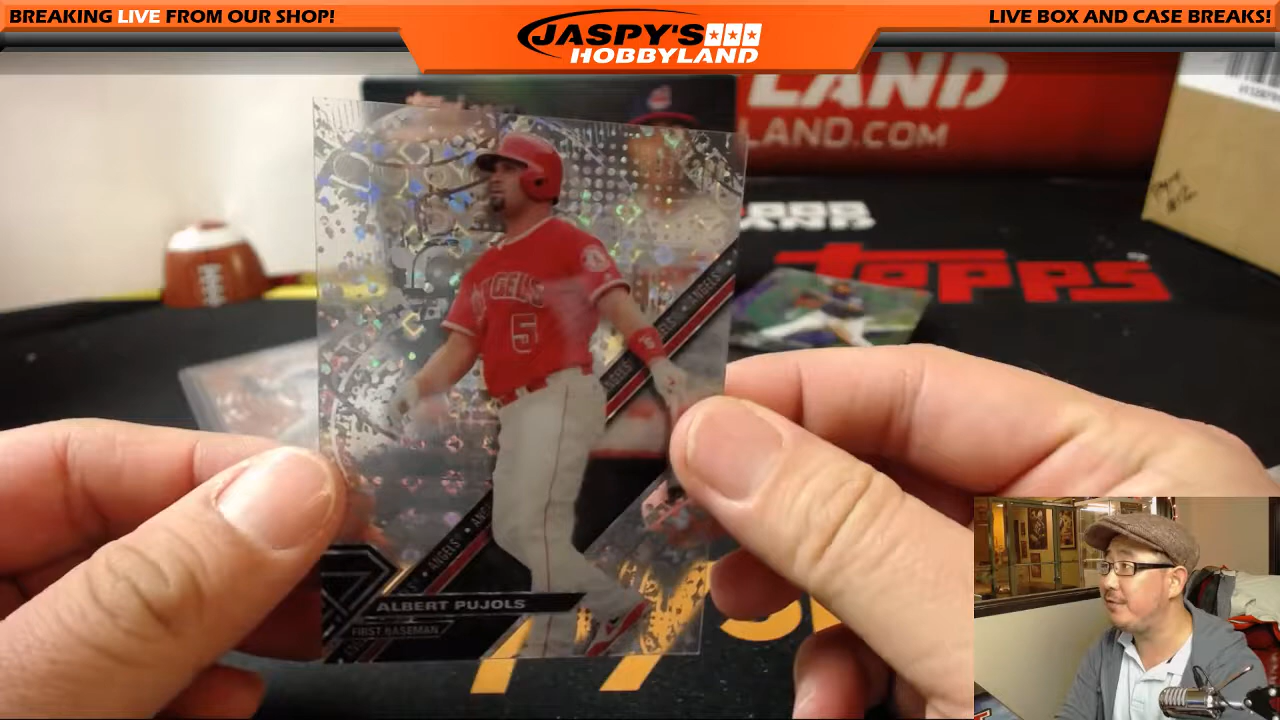 BREAKING LIVE FROM OUR SHOP!
JASPY'S
HOBBYLAND
LIVE BOX AND CASE BREAKS!
LAND
LAND.COM
TOPPS
ANGELS
5
ANGELS
ANGELS
ALBERT PUJOLS
FIRST BASEMAN